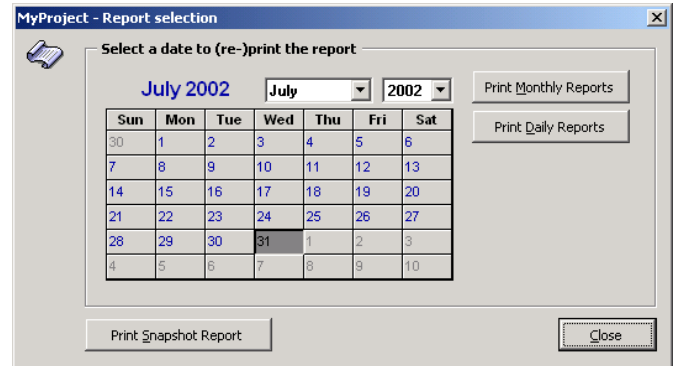 MyProject - Report selection
Select a date to (re-)print the report
July 2002 July 2002
Print Monthly Reports
Print Daily Reports
Sun Mon Tue Wed Thu Fri Sat
30 1 2 3 4 5 6
7 8 9 10 11 12 13
14 15 16 17 18 19 20
21 22 23 24 25 26 27
28 29 30 31 1 2 3
4 5 6 7 8 9 10
Print Snapshot Report
Close